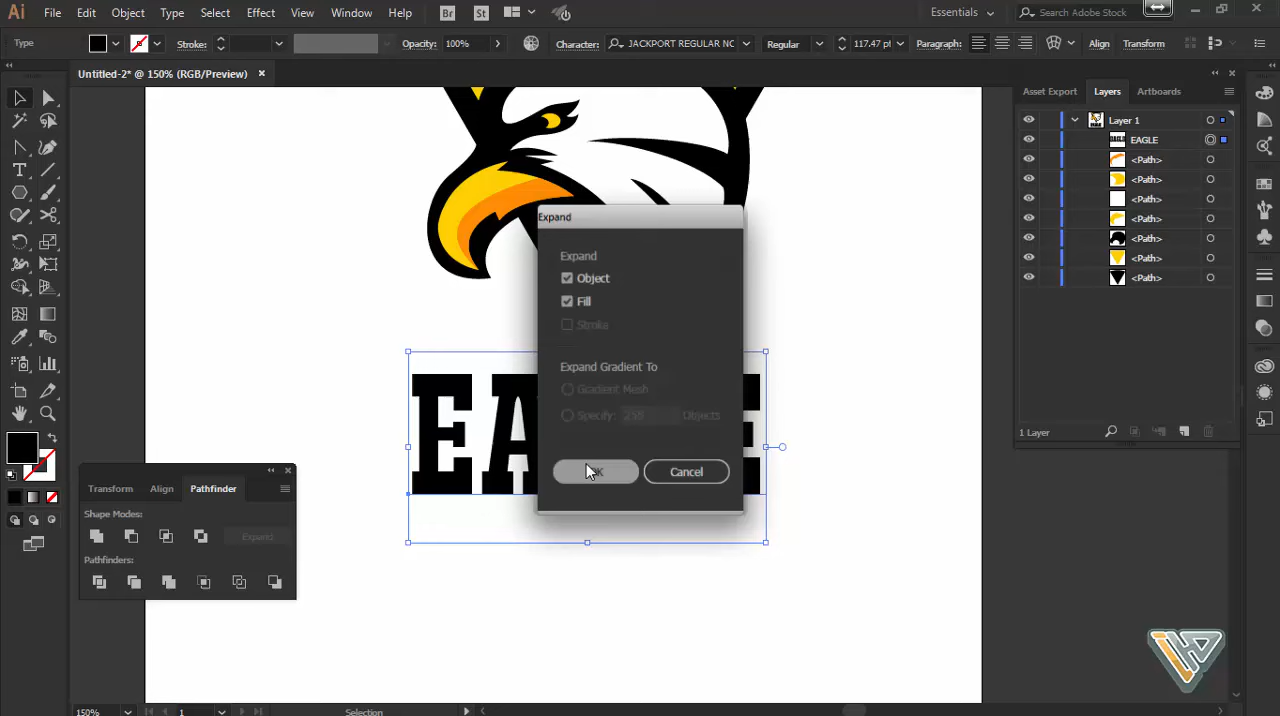 Ai File Edit Object Type Select Effect View Window Help Br St Essentials Search Adobe Stock
Type Stroke: Opacity: 100% Character: JACKPORT REGULAR NC Regular 117.47 pt Paragraph: Align Transform
Untitled-2* @ 150% (RGB/Preview)
Asset Export Layers Artboards
Layer 1
EAGLE
<Path>
<Path>
<Path>
<Path>
<Path>
<Path>
<Path>
1 Layer
Expand
Expand
Object
Fill
Stroke
Expand Gradient To
Gradient Mesh
Specify: 255 Objects
OK Cancel
EA E
Transform Align Pathfinder
Shape Modes:
Expand
Pathfinders:
150% 1 Selection